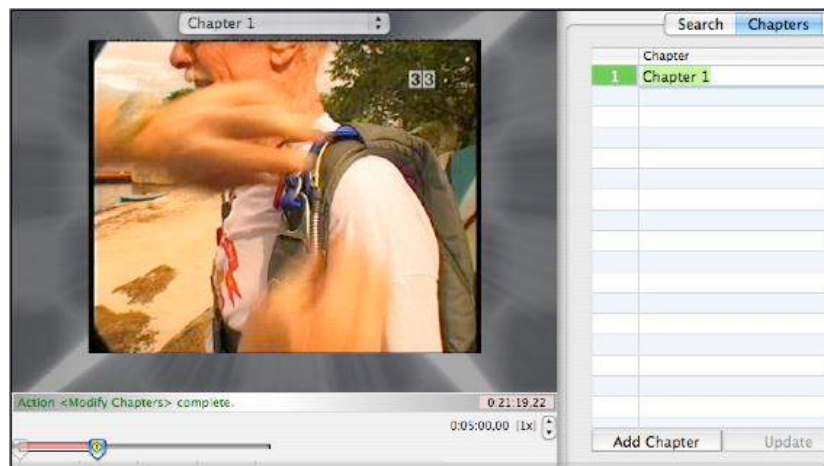 Chapter 1
Search Chapters
Chapter
1 Chapter 1
33
Action <Modify Chapters> complete.
0:21:19.22
0:05:00.00 [1x]
Add Chapter Update